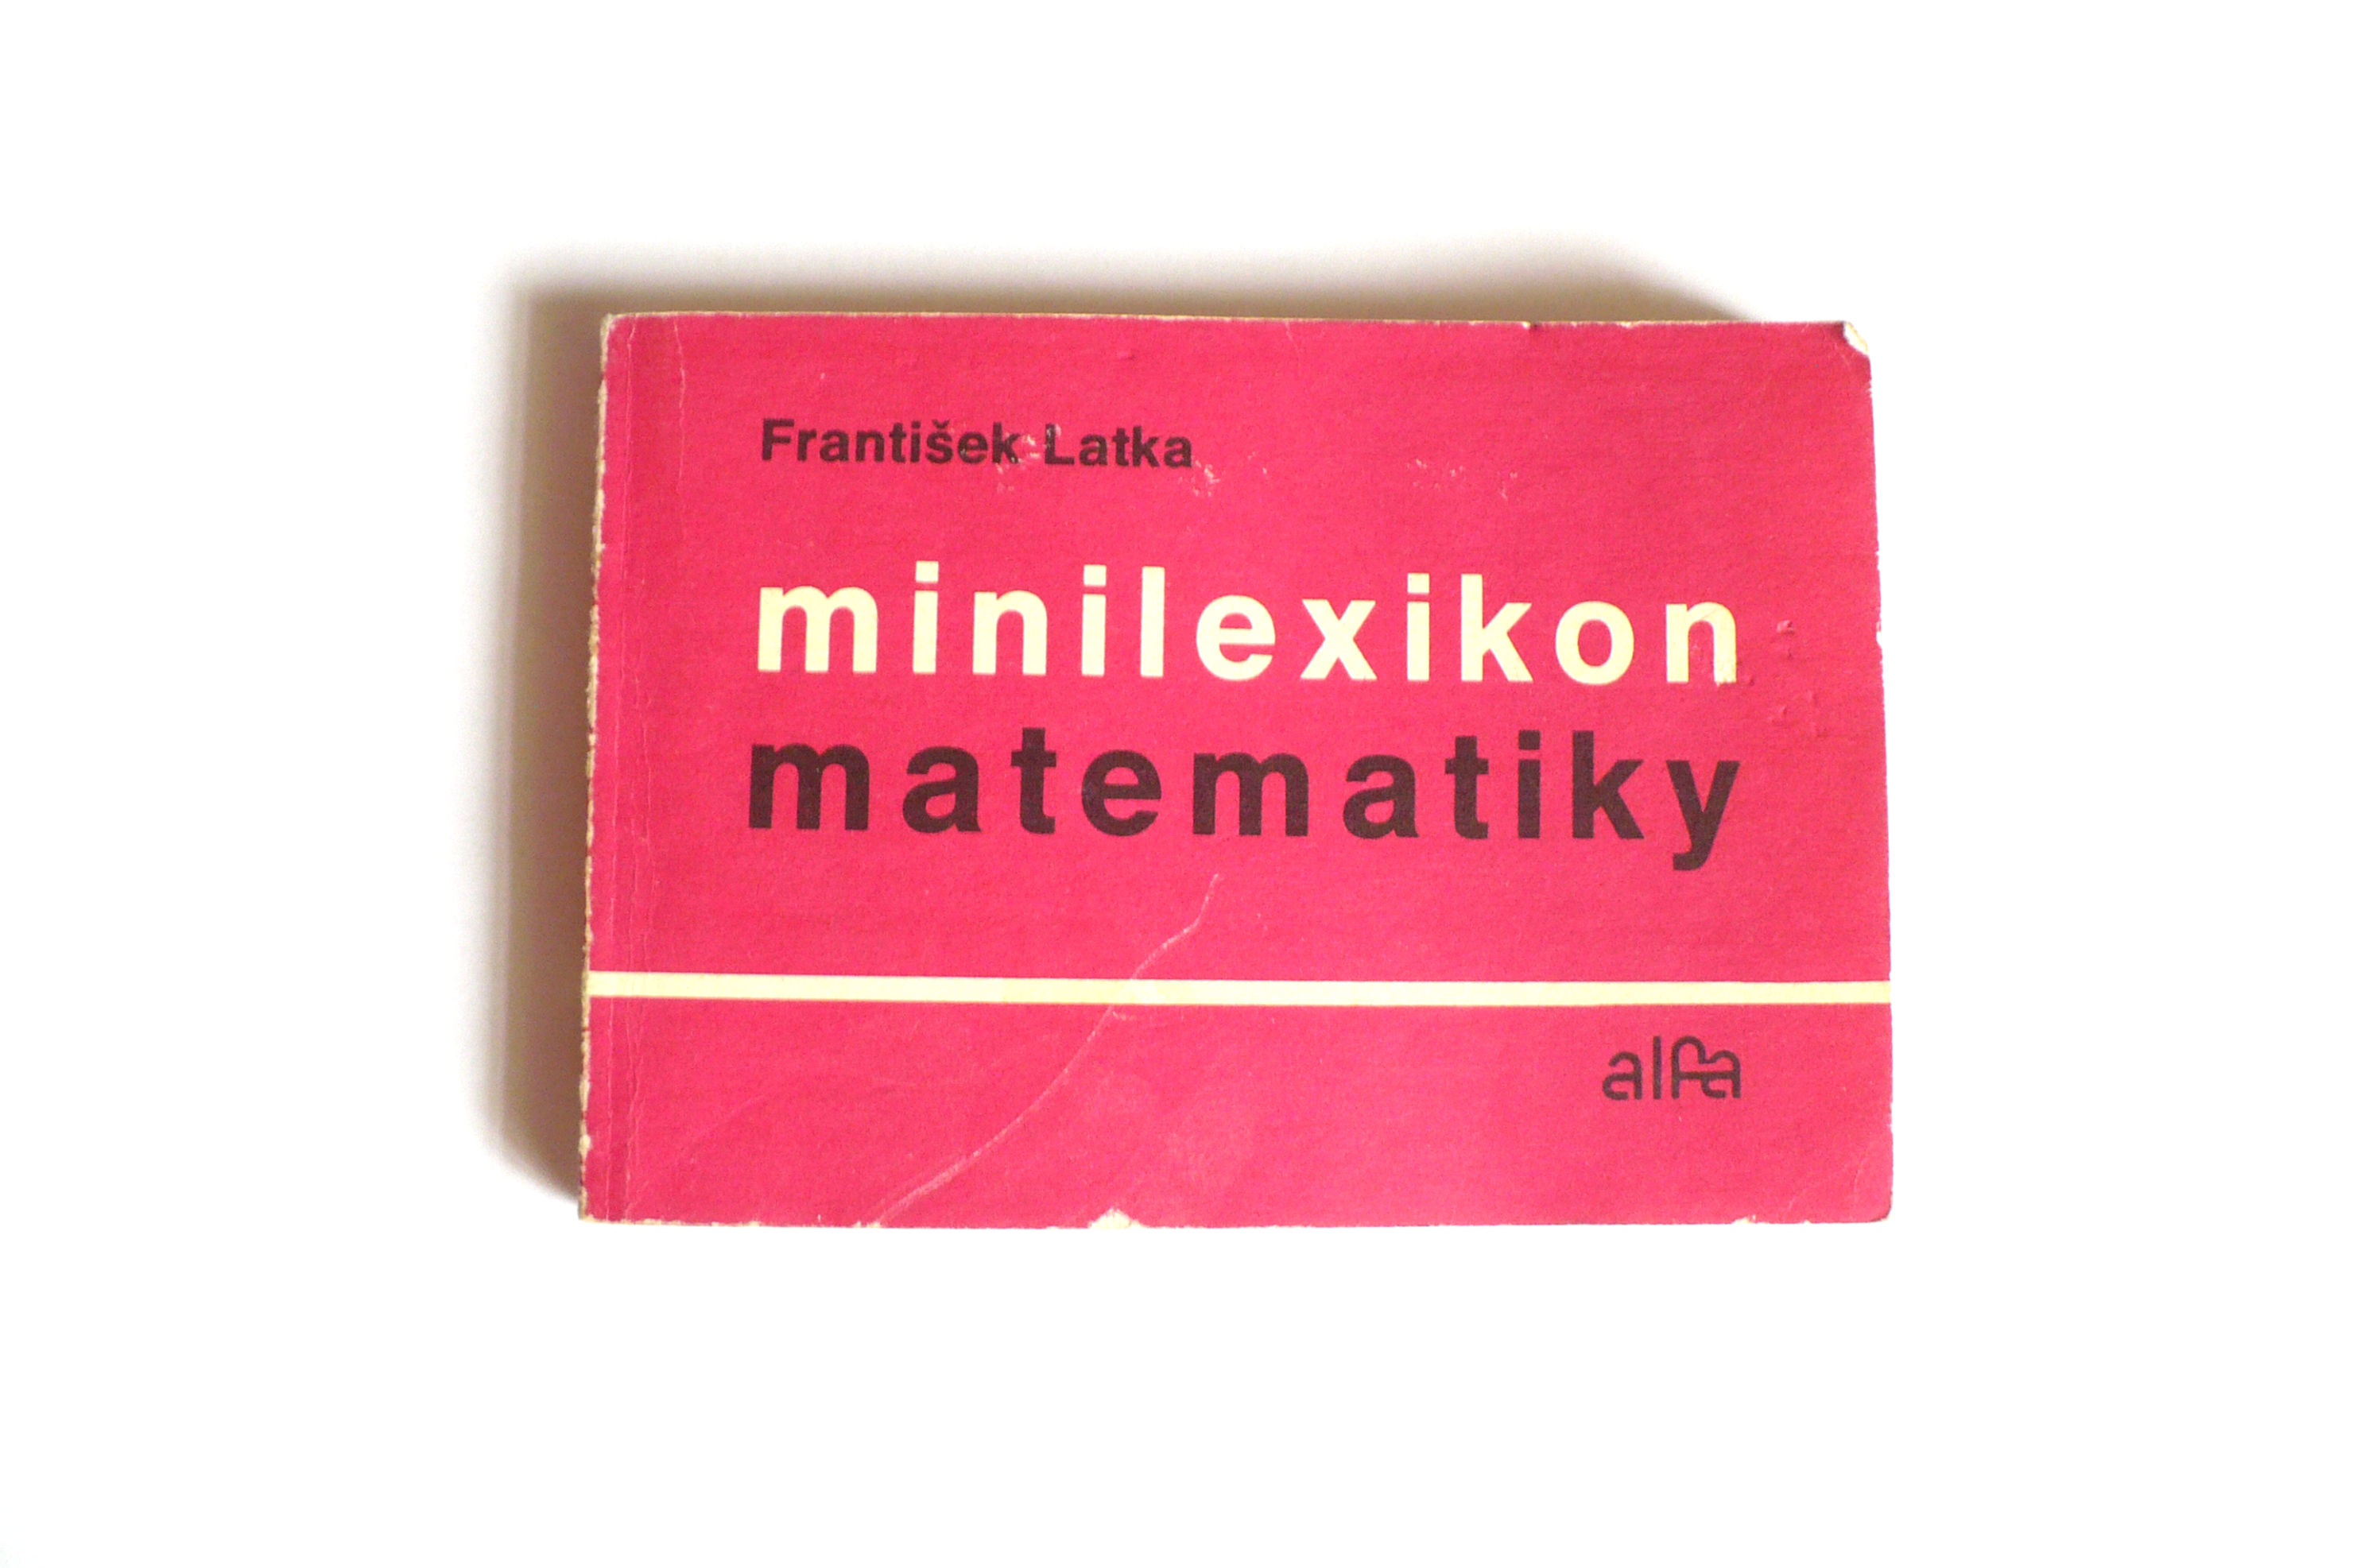 František Latka
minilexikon
matematiky
alfa